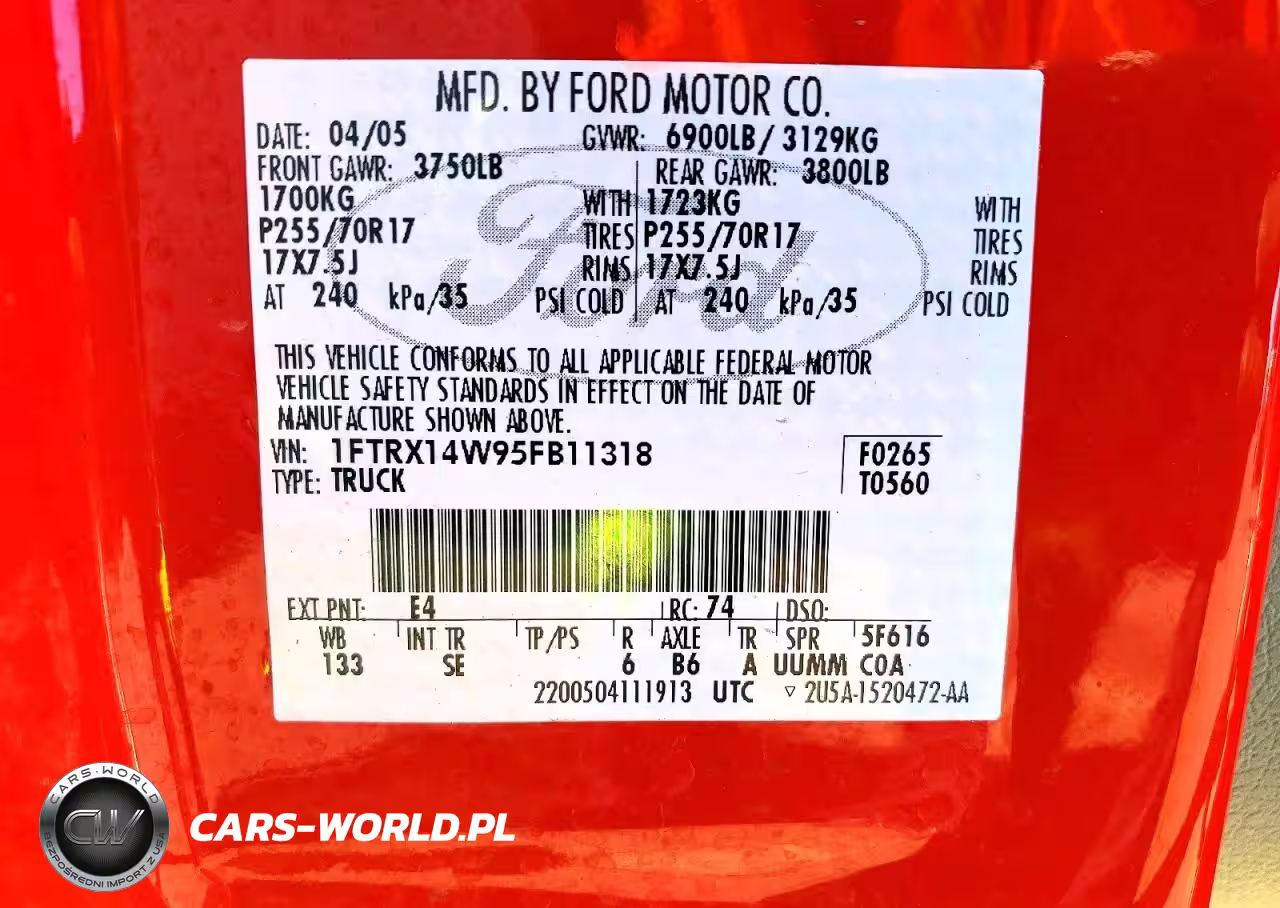 MFD. BY FORD MOTOR CO.
DATE: 04/05 GVWR: 6900LB/ 3129KG
FRONT GAWR: 3750LB REAR GAWR: 3800LB
1700KG WITH 1723KG WITH
P255/70R17 TIRES P255/70R17 TIRES
17X7.5J RIMS 17X7.5J RIMS
AT 240 kPa/35 PSI COLD AT 240 kPa/35 PSI COLD
Ford
THIS VEHICLE CONFORMS TO ALL APPLICABLE FEDERAL MOTOR
VEHICLE SAFETY STANDARDS IN EFFECT ON THE DATE OF
MANUFACTURE SHOWN ABOVE.
VIN: 1FTRX14W95FB11318 F0265
TYPE: TRUCK T0560
EXT PNT: E4 RC: 74 DSO:
WB INT TR TP/PS R AXLE TR SPR 5F616
133 SE 6 B6 A UUMM C0A
2200504111913 UTC ▽ 2U5A-1520472-AA
CARS-WORLD
CW
BEZPOŚREDNI IMPORT Z USA
CARS-WORLD.PL